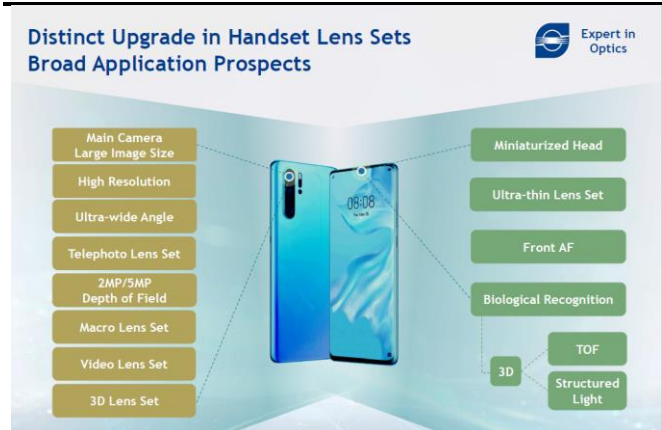 Distinct Upgrade in Handset Lens Sets
Broad Application Prospects
Expert in
Optics
Main Camera
Large Image Size
High Resolution
Ultra-wide Angle
Telephoto Lens Set
2MP/5MP
Depth of Field
Macro Lens Set
Video Lens Set
3D Lens Set
08:08
Miniaturized Head
Ultra-thin Lens Set
Front AF
Biological Recognition
3D
TOF
Structured
Light